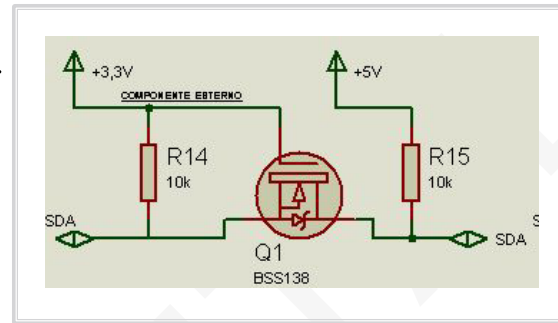 +3,3V
+5V
COMPONENTE ESTERNO
R14
10k
R15
10k
SDA
S
SDA
Q1
BSS138